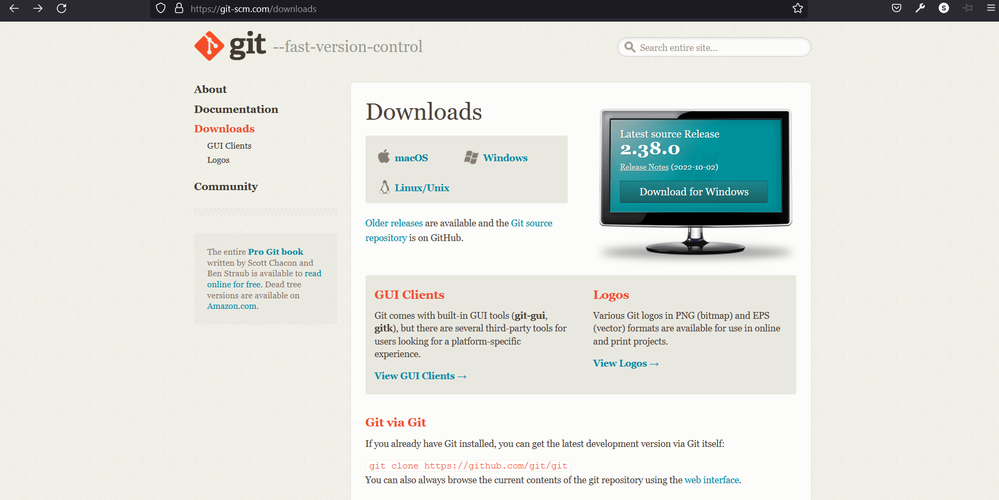 https://git-scm.com/downloads
S
git --fast-version-control
Search entire site...
About
Documentation
Downloads
GUI Clients
Logos
Community
The entire Pro Git book
written by Scott Chacon and
Ben Straub is available to read
online for free. Dead tree
versions are available on
Amazon.com.
Downloads
macOS
Windows
Linux/Unix
Older releases are available and the Git source
repository is on GitHub.
Latest source Release
2.38.0
Release Notes (2022-10-02)
Download for Windows
GUI Clients
Git comes with built-in GUI tools (git-gui,
gitk), but there are several third-party tools for
users looking for a platform-specific
experience.
View GUI Clients →
Logos
Various Git logos in PNG (bitmap) and EPS
(vector) formats are available for use in online
and print projects.
View Logos →
Git via Git
If you already have Git installed, you can get the latest development version via Git itself:
git clone https://github.com/git/git
You can also always browse the current contents of the git repository using the web interface.